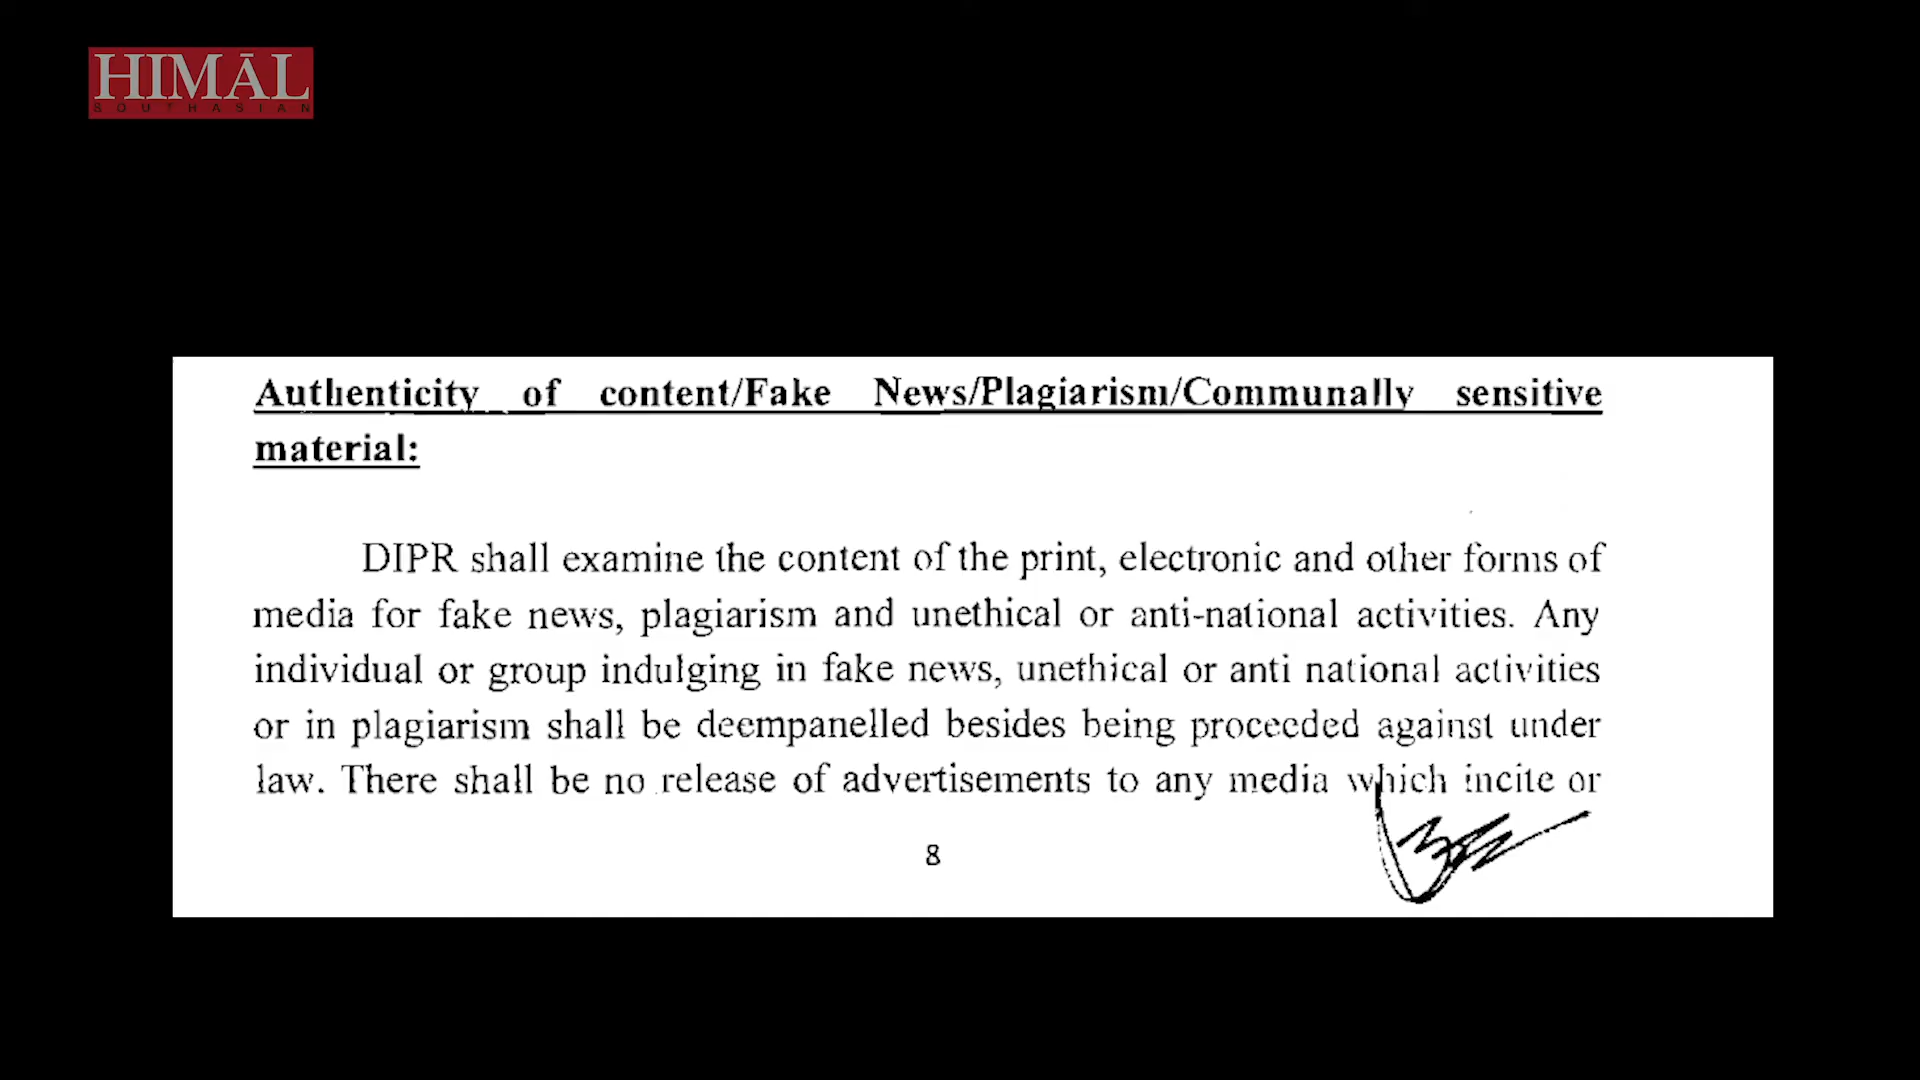 HIMĀL
SOUTHASIAN
Authenticity of content/Fake News/Plagiarism/Communally sensitive
material:
DIPR shall examine the content of the print, electronic and other forms of
media for fake news, plagiarism and unethical or anti-national activities. Any
individual or group indulging in fake news, unethical or anti national activities
or in plagiarism shall be deempanelled besides being proceeded against under
law. There shall be no release of advertisements to any media which incite or
8